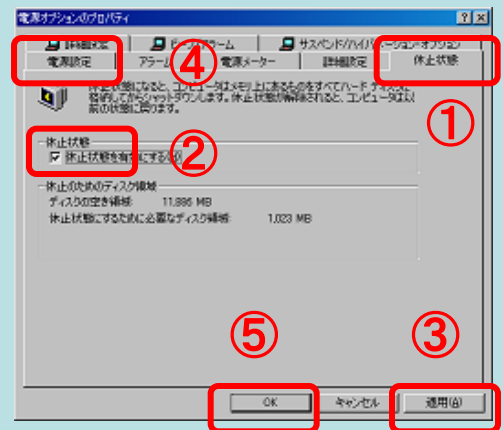 電源オプションのプロパティ
詳細設定 ビープ/アラーム サスペンド/ハイバネーションオプション
電源設定 アラーム ④ 電源メーター 詳細設定 休止状態
休止状態になると、コンピュータはメモリ上にあるものをすべてハード ディスクに
格納してからシャットダウンします。休止状態が解除されると、コンピュータは以
前の状態に戻ります。
①
休止状態
休止状態を有効にする(H)
②
休止のためのディスク領域
ディスクの空き領域: 11,895 MB
休止状態にするために必要なディスク領域: 1,023 MB
⑤ ③
OK キャンセル 適用(A)